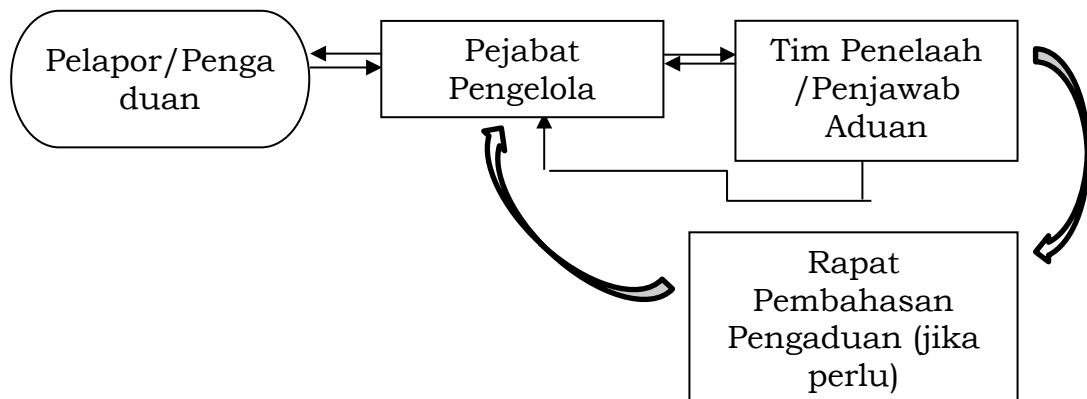 Pelapor/Penga
duan
Pejabat
Pengelola
Tim Penelaah
/Penjawab
Aduan
Rapat
Pembahasan
Pengaduan (jika
perlu)